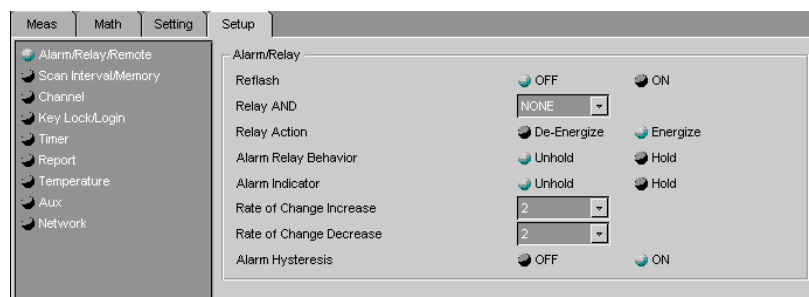 Meas Math Setting Setup
Alarm/Relay/Remote
Scan Interval/Memory
Channel
Key Lock/Login
Timer
Report
Temperature
Aux
Network
Alarm/Relay
Reflash OFF ON
Relay AND NONE
Relay Action De-Energize Energize
Alarm Relay Behavior Unhold Hold
Alarm Indicator Unhold Hold
Rate of Change Increase 2
Rate of Change Decrease 2
Alarm Hysteresis OFF ON